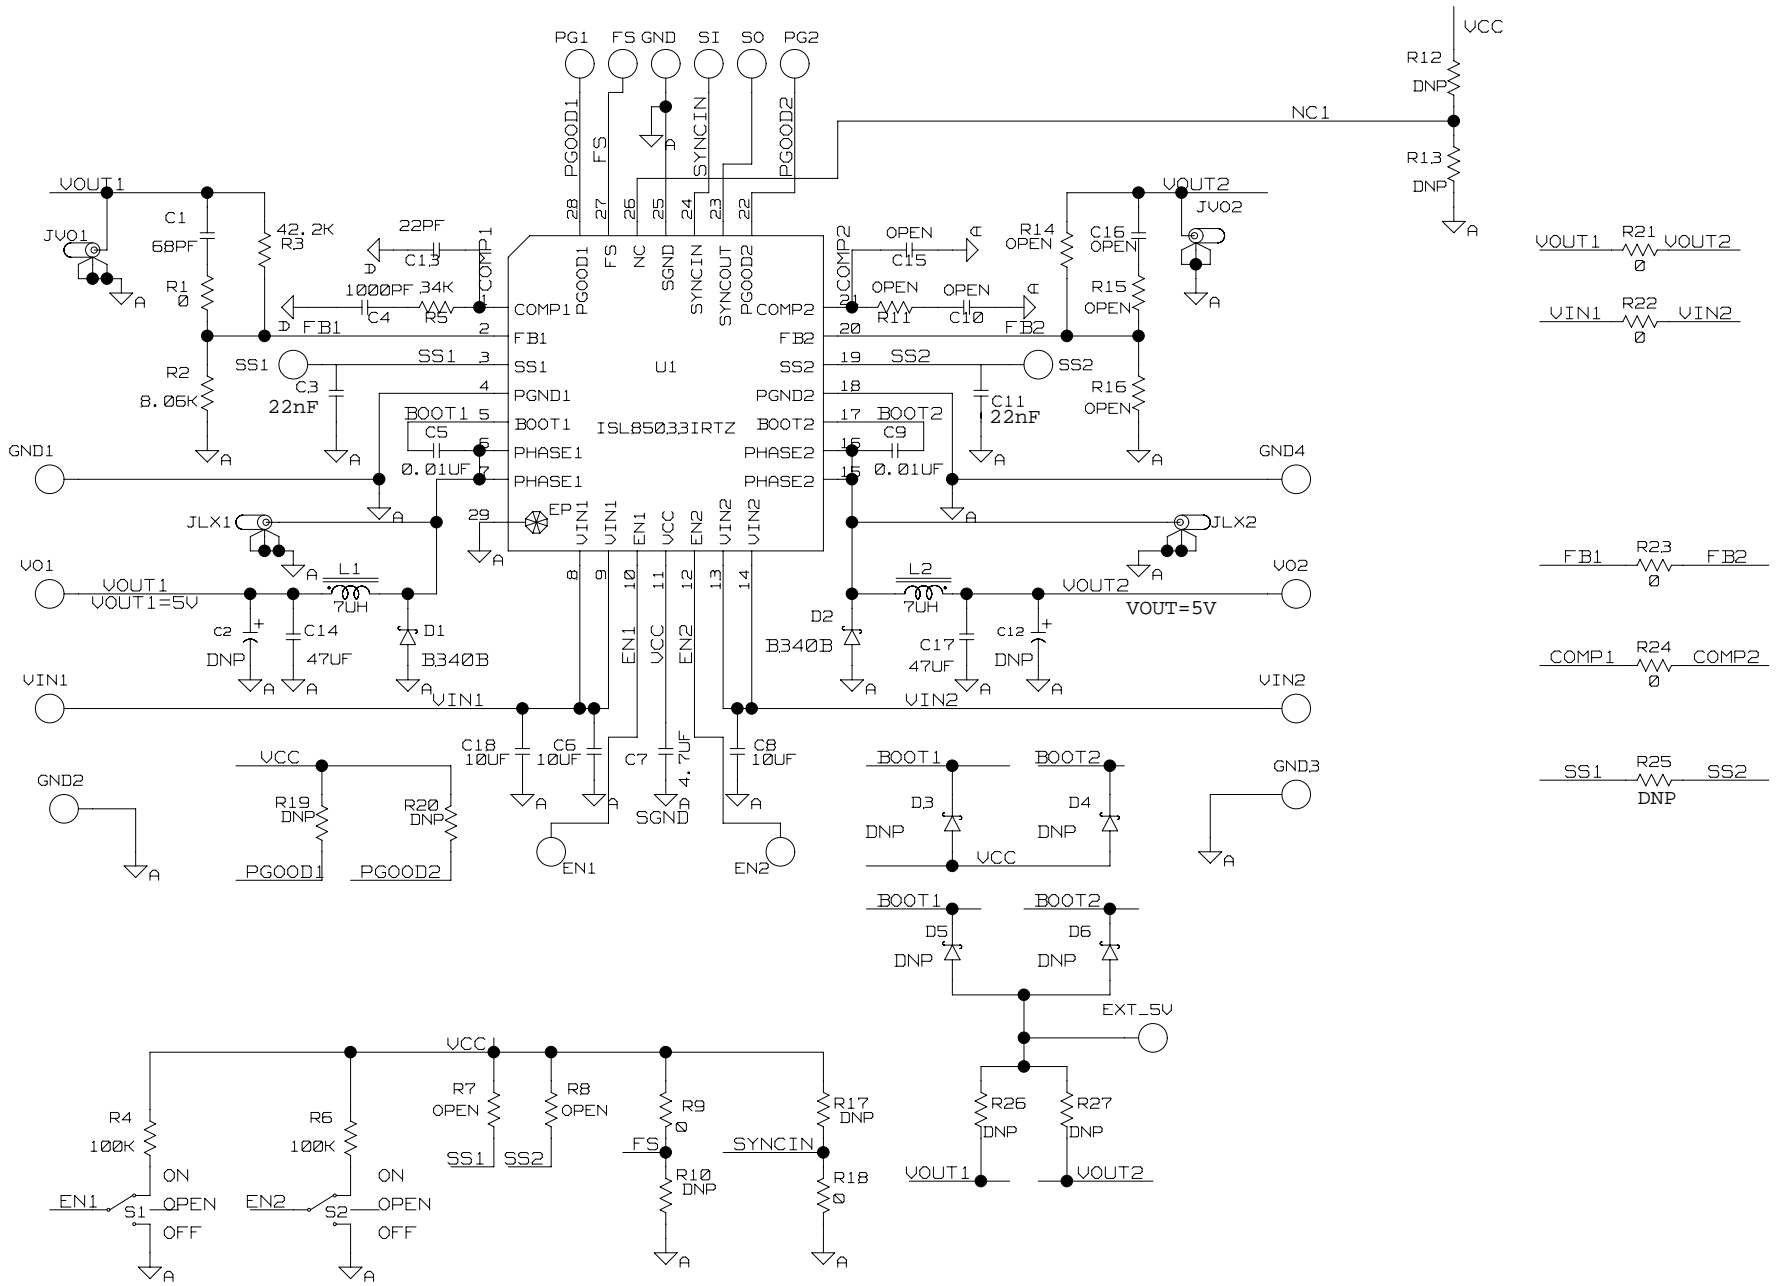 PG1 FS GND SI SO PG2
VCC
R12
DNP
NC1
R13
DNP
A
PGOOD1
FS
A
SYNCIN
PGOOD2
28 27 26 25 24 23 22
PGOOD1 FS NC SGND SYNCIN SYNCOUT PGOOD2
VOUT1
C1
68PF
42.2K
R3
JVO1
A
R1
0
FB1
R2
8.06K
A
22PF
C13
A
COMP1
1000PF
C4
34K
R5
A
SS1
SS1
C3
22nF
A
1 COMP1
2 FB1
3 SS1
4 PGND1
5 BOOT1
6 PHASE1
7 PHASE1
29 EP
A
U1
ISL85033IRTZ
COMP2 21
FB2 20
SS2 19
PGND2 18
BOOT2 17
PHASE2 16
PHASE2 15
VIN1 VIN1 EN1 VCC EN2 VIN2 VIN2
8 9 10 11 12 13 14
BOOT1
C5
0.01UF
A
GND1
JLX1
A
VO1
VOUT1
VOUT1=5V
L1
7UH
C2
DNP
A
C14
47UF
A
D1
B340B
A
VIN1
VIN1
COMP2
OPEN
C15
A
OPEN
R11
OPEN
C10
A
FB2
R14
OPEN
C16
OPEN
R15
OPEN
VOUT2
JVO2
A
SS2
SS2
R16
OPEN
A
C11
22nF
A
BOOT2
C9
0.01UF
A
GND4
JLX2
A
VO2
L2
7UH
VOUT2
VOUT=5V
D2
B340B
A
C17
47UF
A
C12
DNP
A
VIN2
VIN2
EN1
VCC
EN2
C18
10UF
A
C6
10UF
A
C7
4.7UF
A
SGND
C8
10UF
A
EN1
EN2
GND2
A
VCC
R19
DNP
R20
DNP
PGOOD1
PGOOD2
BOOT1
BOOT2
D3
DNP
D4
DNP
VCC
GND3
A
BOOT1
BOOT2
D5
DNP
D6
DNP
EXT_5V
R26
DNP
R27
DNP
VOUT1
VOUT2
VOUT1 R21 VOUT2
0
VIN1 R22 VIN2
0
FB1 R23 FB2
0
COMP1 R24 COMP2
0
SS1 R25 SS2
DNP
VCC
R4
100K
ON
EN1
S1
OPEN
OFF
A
R6
100K
ON
EN2
S2
OPEN
OFF
A
R7
OPEN
SS1
R8
OPEN
SS2
R9
0
FS
R10
DNP
A
R17
DNP
SYNCIN
R18
0
A